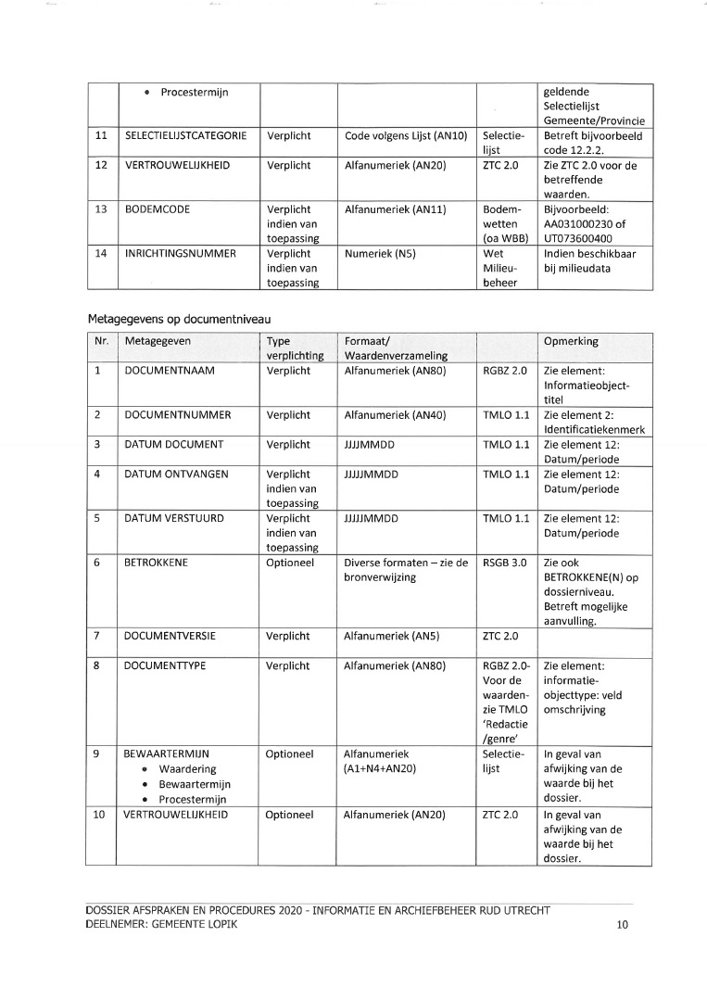 • Procestermijn geldende
Selectielijst
Gemeente/Provincie
11 SELECTIELIJSTCATEGORIE Verplicht Code volgens Lijst (AN10) Selectie- Betreft bijvoorbeeld
lijst code 12.2.2.
12 VERTROUWELIJKHEID Verplicht Alfanumeriek (AN20) ZTC 2.0 Zie ZTC 2.0 voor de
betreffende
waarden.
13 BODEMCODE Verplicht Alfanumeriek (AN11) Bodem- Bijvoorbeeld:
indien van wetten AA031000230 of
toepassing (oa WBB) UT073600400
14 INRICHTINGSNUMMER Verplicht Numeriek (N5) Wet Indien beschikbaar
indien van Milieu- bij milieudata
toepassing beheer
Metagegevens op documentniveau
Nr. Metagegeven Type Formaat/ Opmerking
verplichting Waardenverzameling
1 DOCUMENTNAAM Verplicht Alfanumeriek (AN80) RGBZ 2.0 Zie element:
Informatieobject-
titel
2 DOCUMENTNUMMER Verplicht Alfanumeriek (AN40) TMLO 1.1 Zie element 2:
Identificatiekenmerk
3 DATUM DOCUMENT Verplicht JJJJMMDD TMLO 1.1 Zie element 12:
Datum/periode
4 DATUM ONTVANGEN Verplicht JJJJJMMDD TMLO 1.1 Zie element 12:
indien van Datum/periode
toepassing
5 DATUM VERSTUURD Verplicht JJJJJMMDD TMLO 1.1 Zie element 12:
indien van Datum/periode
toepassing
6 BETROKKENE Optioneel Diverse formaten – zie de RSGB 3.0 Zie ook
bronverwijzing BETROKKENE(N) op
dossierniveau.
Betreft mogelijke
aanvulling.
7 DOCUMENTVERSIE Verplicht Alfanumeriek (AN5) ZTC 2.0
8 DOCUMENTTYPE Verplicht Alfanumeriek (AN80) RGBZ 2.0- Zie element:
Voor de informatie-
waarden- objecttype: veld
zie TMLO omschrijving
'Redactie
/genre'
9 BEWAARTERMIJN Optioneel Alfanumeriek Selectie- In geval van
• Waardering (A1+N4+AN20) lijst afwijking van de
• Bewaartermijn waarde bij het
• Procestermijn dossier.
10 VERTROUWELIJKHEID Optioneel Alfanumeriek (AN20) ZTC 2.0 In geval van
afwijking van de
waarde bij het
dossier.
DOSSIER AFSPRAKEN EN PROCEDURES 2020 - INFORMATIE EN ARCHIEFBEHEER RUD UTRECHT
DEELNEMER: GEMEENTE LOPIK 10